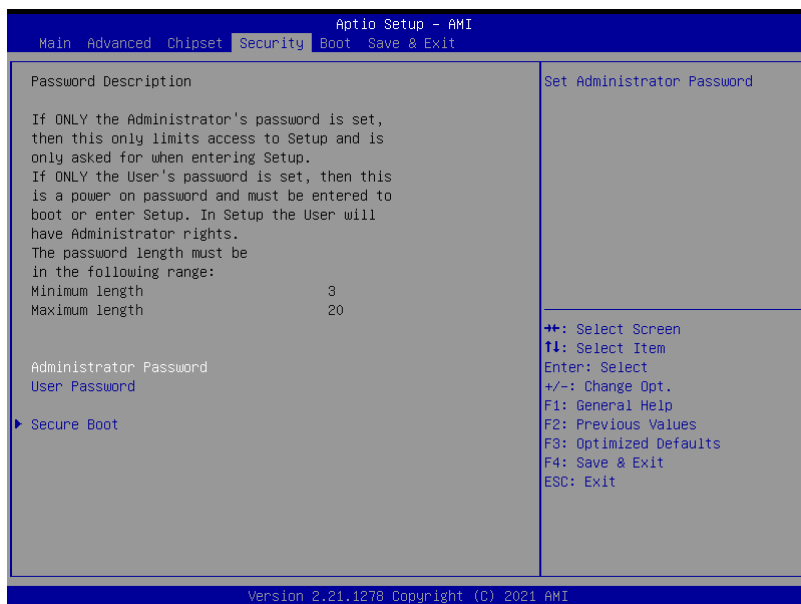 Aptio Setup – AMI
Main Advanced Chipset Security Boot Save & Exit
Password Description
If ONLY the Administrator's password is set,
then this only limits access to Setup and is
only asked for when entering Setup.
If ONLY the User's password is set, then this
is a power on password and must be entered to
boot or enter Setup. In Setup the User will
have Administrator rights.
The password length must be
in the following range:
Minimum length 3
Maximum length 20
Administrator Password
User Password
Secure Boot
Set Administrator Password
→←: Select Screen
↑↓: Select Item
Enter: Select
+/-: Change Opt.
F1: General Help
F2: Previous Values
F3: Optimized Defaults
F4: Save & Exit
ESC: Exit
Version 2.21.1278 Copyright (C) 2021 AMI